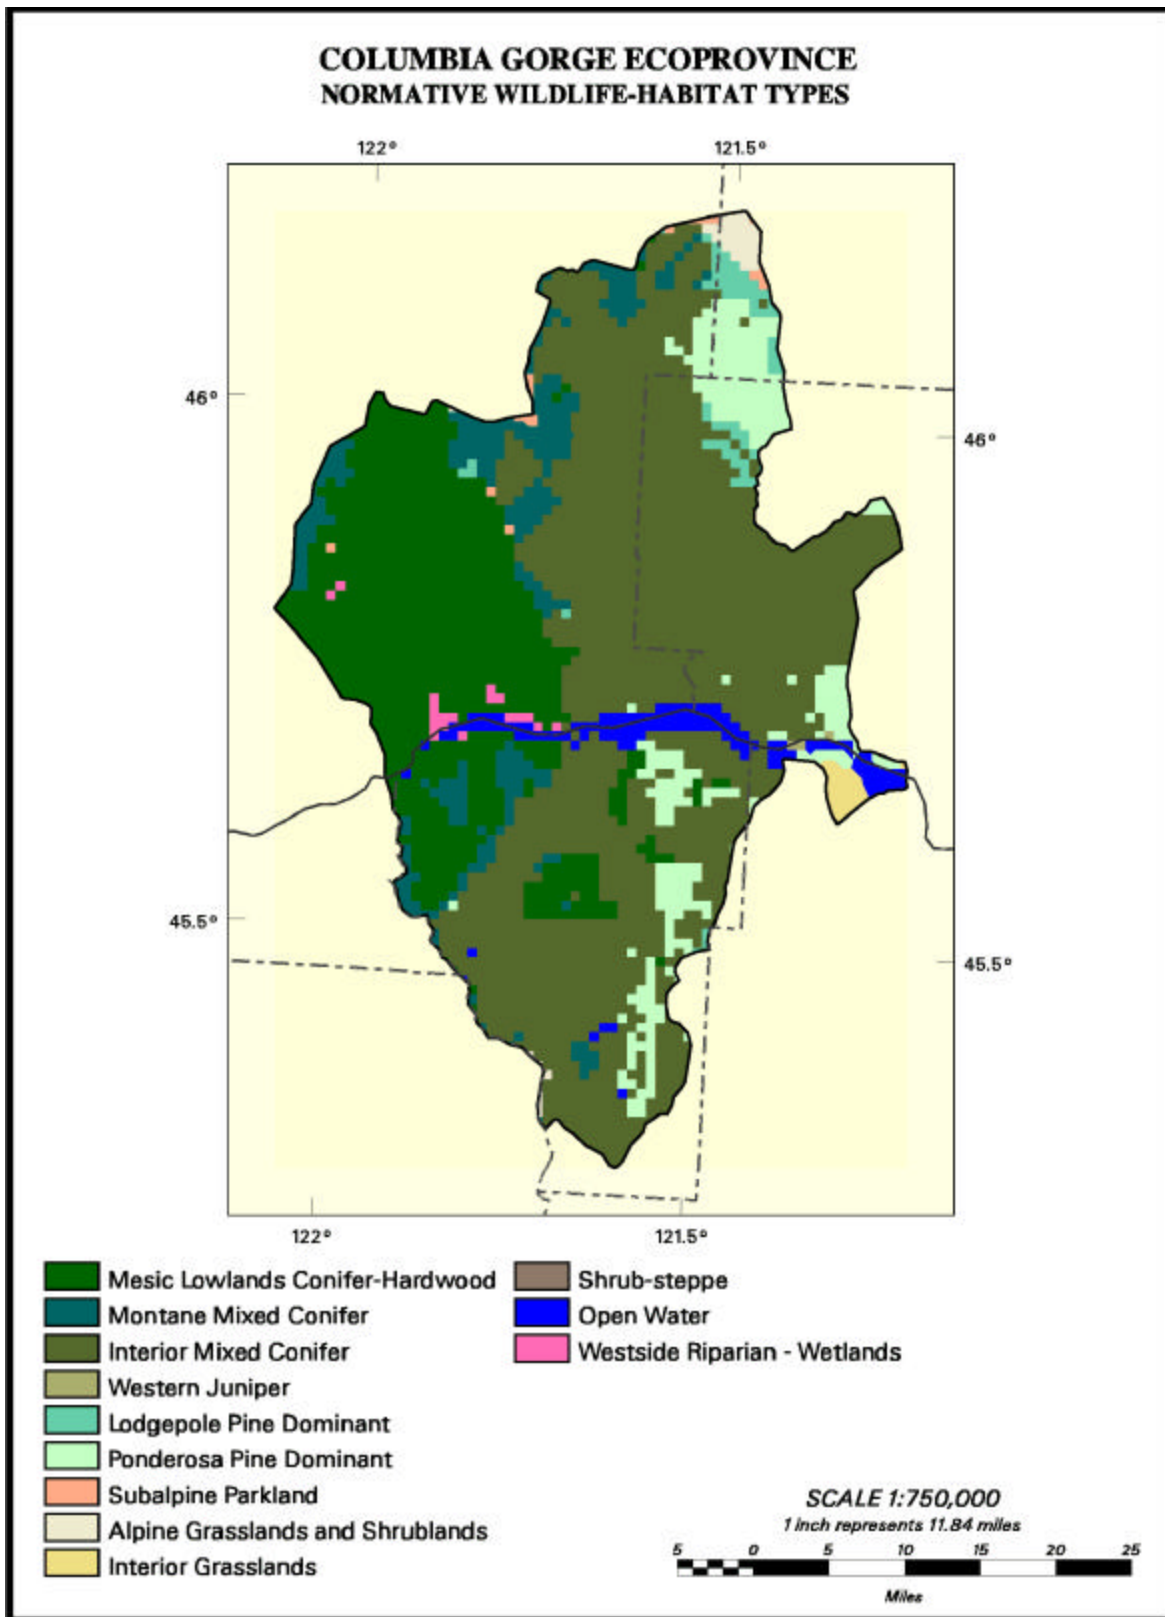 COLUMBIA GORGE ECOPROVINCE
NORMATIVE WILDLIFE-HABITAT TYPES
122° 121.5°
46°
46°
45.5°
45.5°
122° 121.5°
Mesic Lowlands Conifer-Hardwood
Montane Mixed Conifer
Interior Mixed Conifer
Western Juniper
Lodgepole Pine Dominant
Ponderosa Pine Dominant
Subalpine Parkland
Alpine Grasslands and Shrublands
Interior Grasslands
Shrub-steppe
Open Water
Westside Riparian - Wetlands
SCALE 1:750,000
1 inch represents 11.84 miles
5 0 5 10 15 20 25
Miles